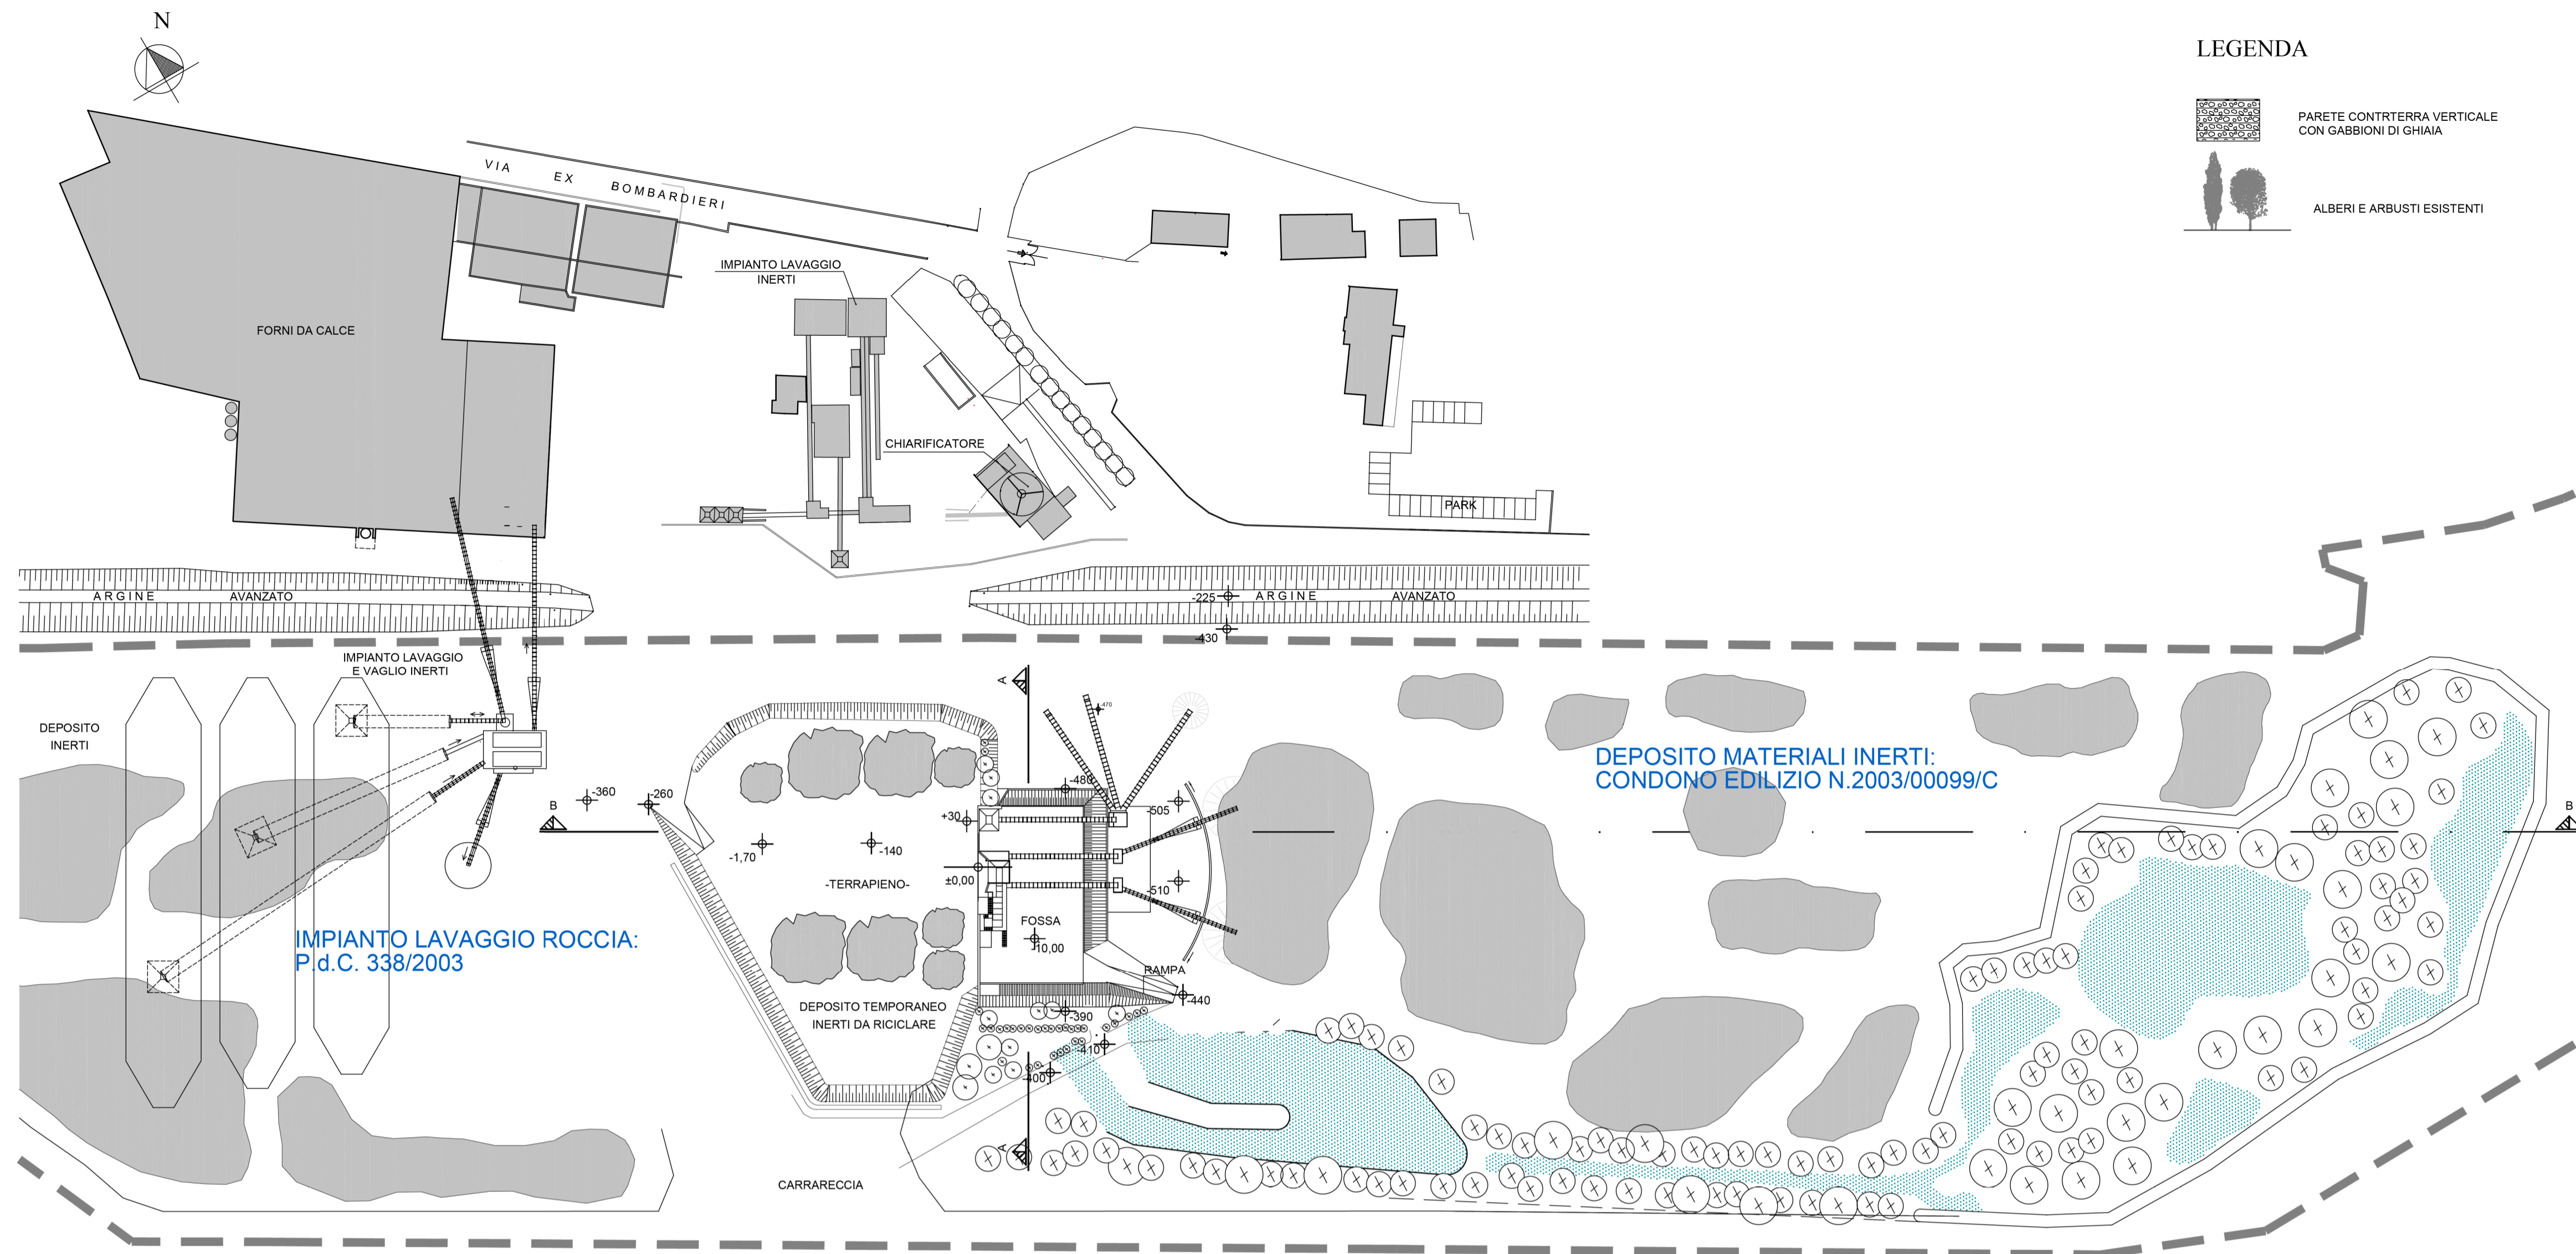 N
LEGENDA
PARETE CONTRTERRA VERTICALE
CON GABBIONI DI GHIAIA
ALBERI E ARBUSTI ESISTENTI
VIA EX BOMBARDIERI
IMPIANTO LAVAGGIO
INERTI
FORNI DA CALCE
CHIARIFICATORE
PARK
ARGINE AVANZATO
-225
ARGINE AVANZATO
-430
IMPIANTO LAVAGGIO
E VAGLIO INERTI
DEPOSITO
INERTI
A
-470
DEPOSITO MATERIALI INERTI:
CONDONO EDILIZIO N.2003/00099/C
-480
-360
-260
B
B
+30
-505
-1,70
-140
±0,00
-TERRAPIENO-
-510
FOSSA
-10,00
IMPIANTO LAVAGGIO ROCCIA:
P.d.C. 338/2003
RAMPA
-440
DEPOSITO TEMPORANEO
INERTI DA RICICLARE
-390
-410
-400
A
CARRARECCIA